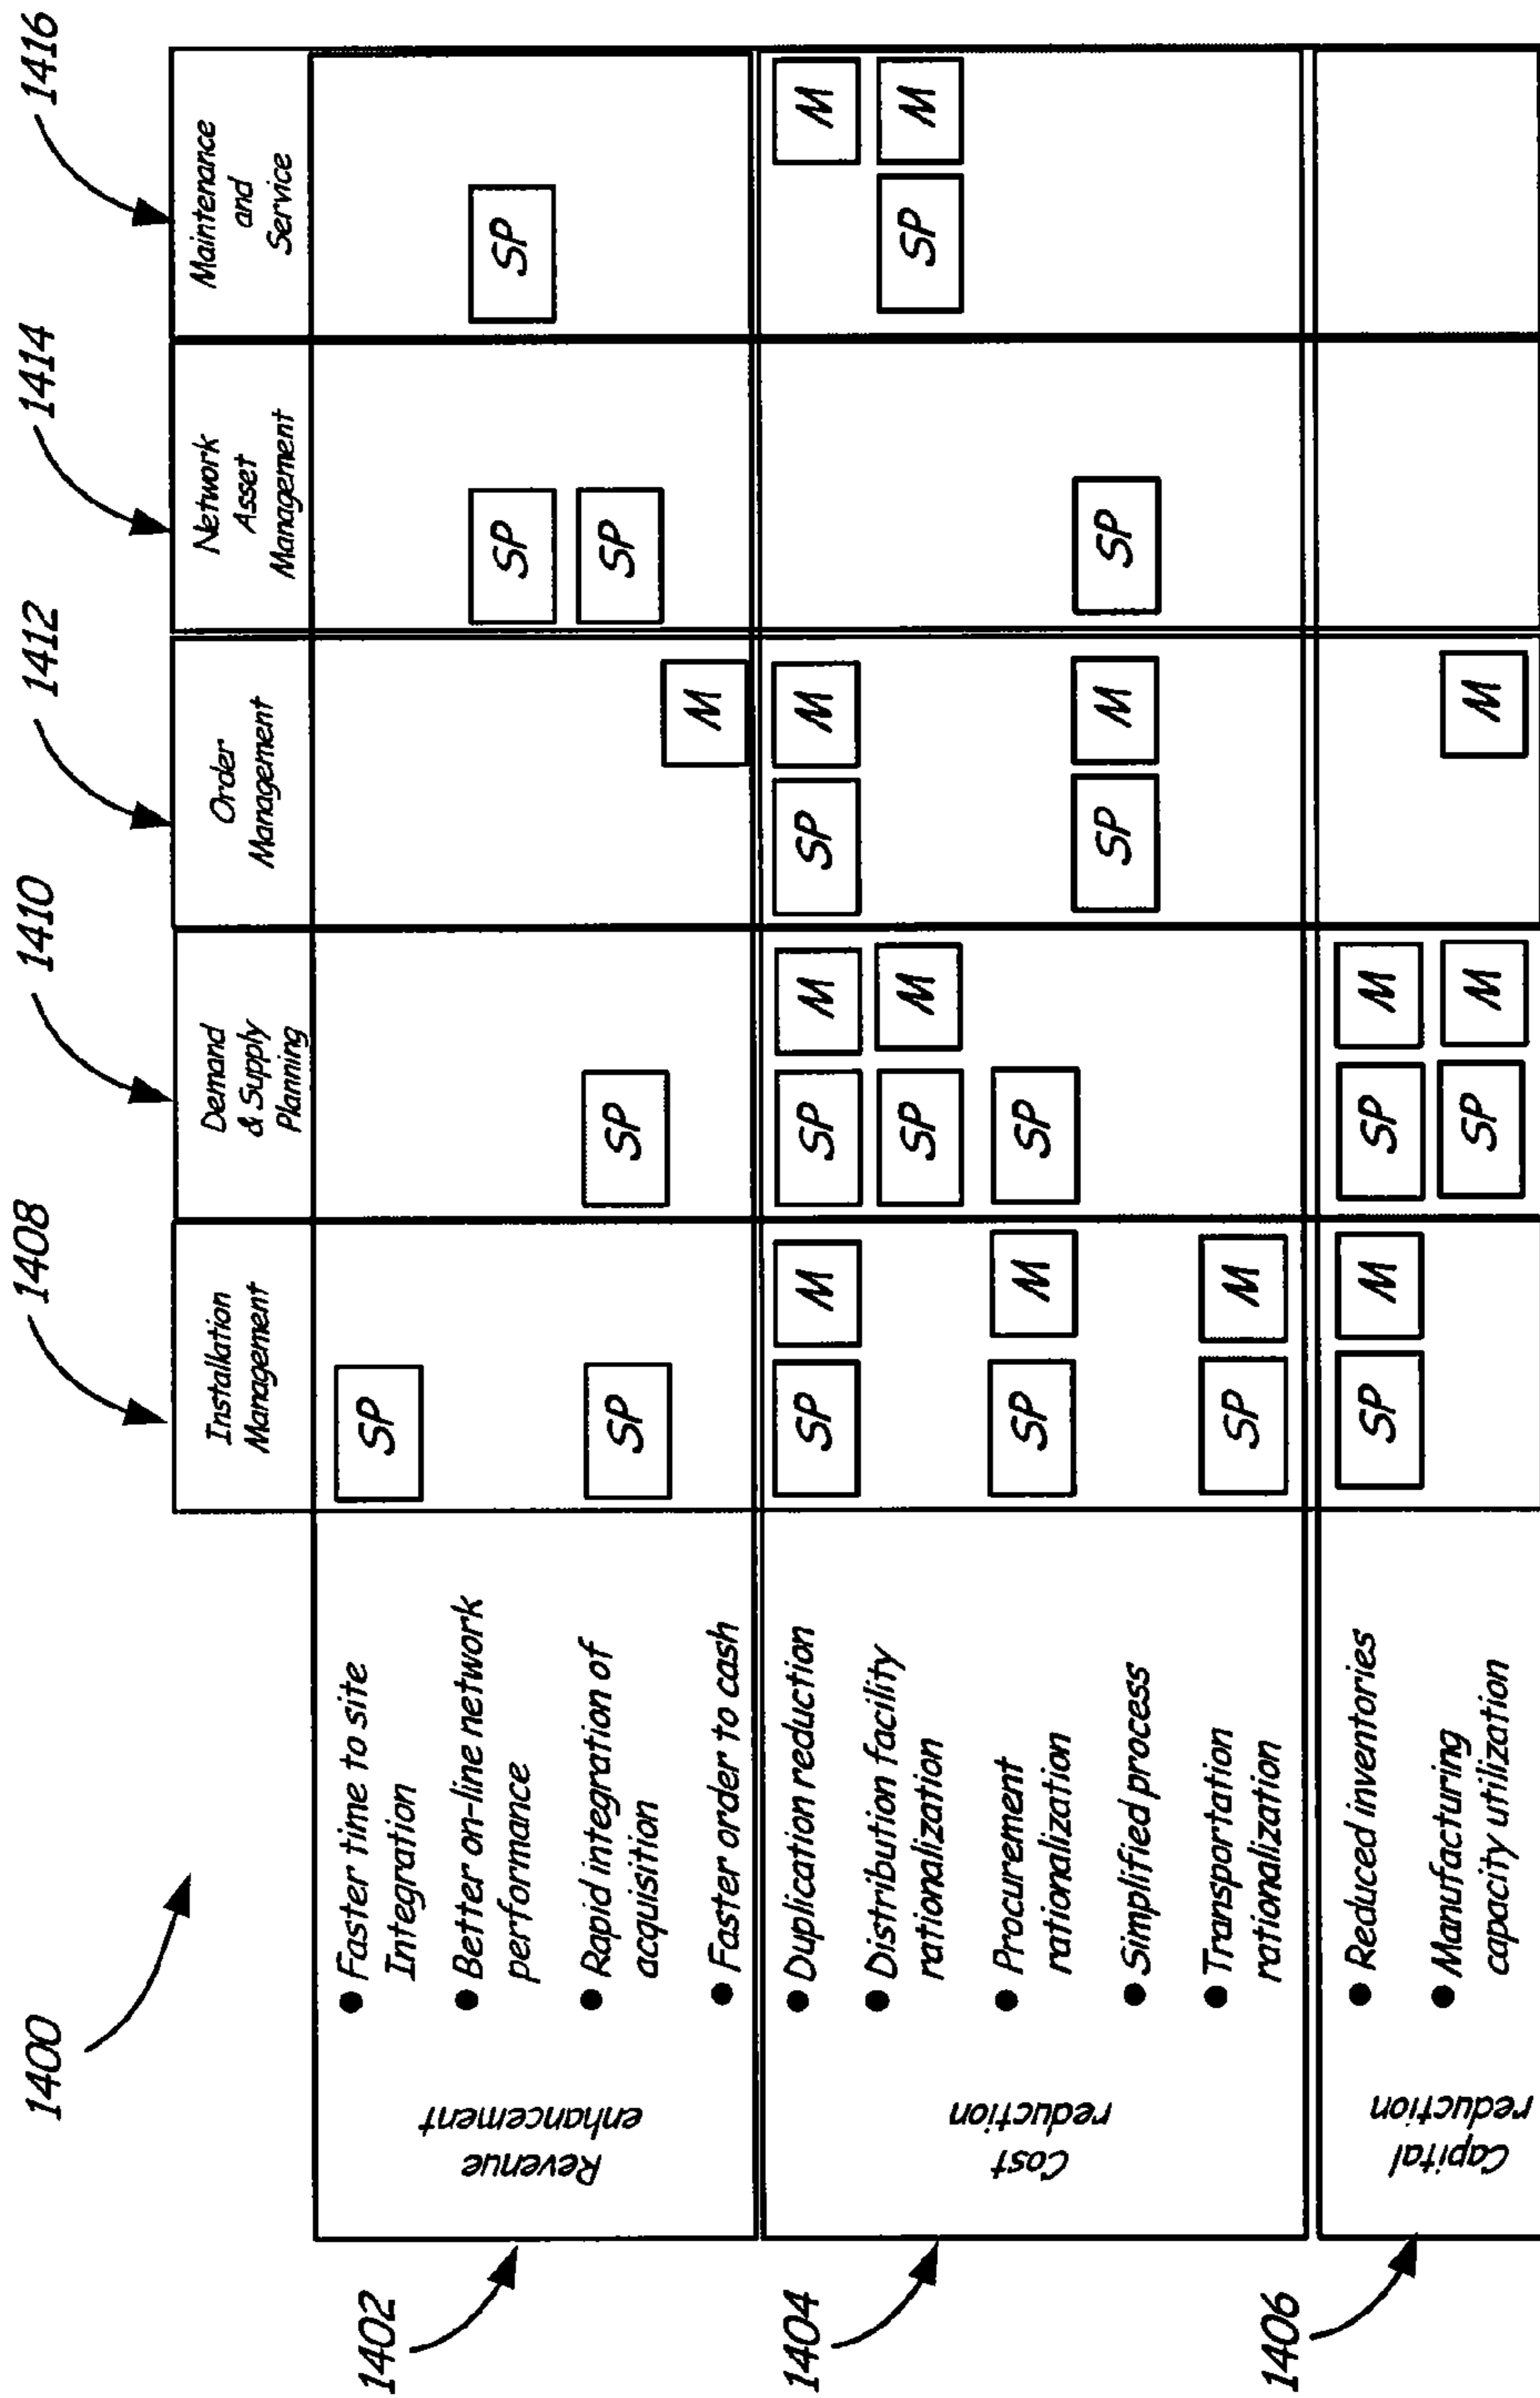 1400
1408
1410
1412
1414
1416
Installation
Management
Demand
& Supply
Planning
Order
Management
Network
Asset
Management
Maintenance
and
Service
1402
Revenue
enhancement
● Faster time to site
Integration
SP
● Better on-line network
performance
SP
SP
● Rapid integration of
acquisition
SP
SP
SP
● Faster order to cash
M
1404
Cost
reduction
● Duplication reduction
SP M
SP M
SP M
M
● Distribution facility
rationalization
SP M
SP M
● Procurement
rationalization
SP M
SP
● Simplified process
SP M
SP
● Transportation
rationalization
SP M
1406
Capital
reduction
● Reduced inventories
SP M
SP M
● Manufacturing
capacity utilization
SP M
M